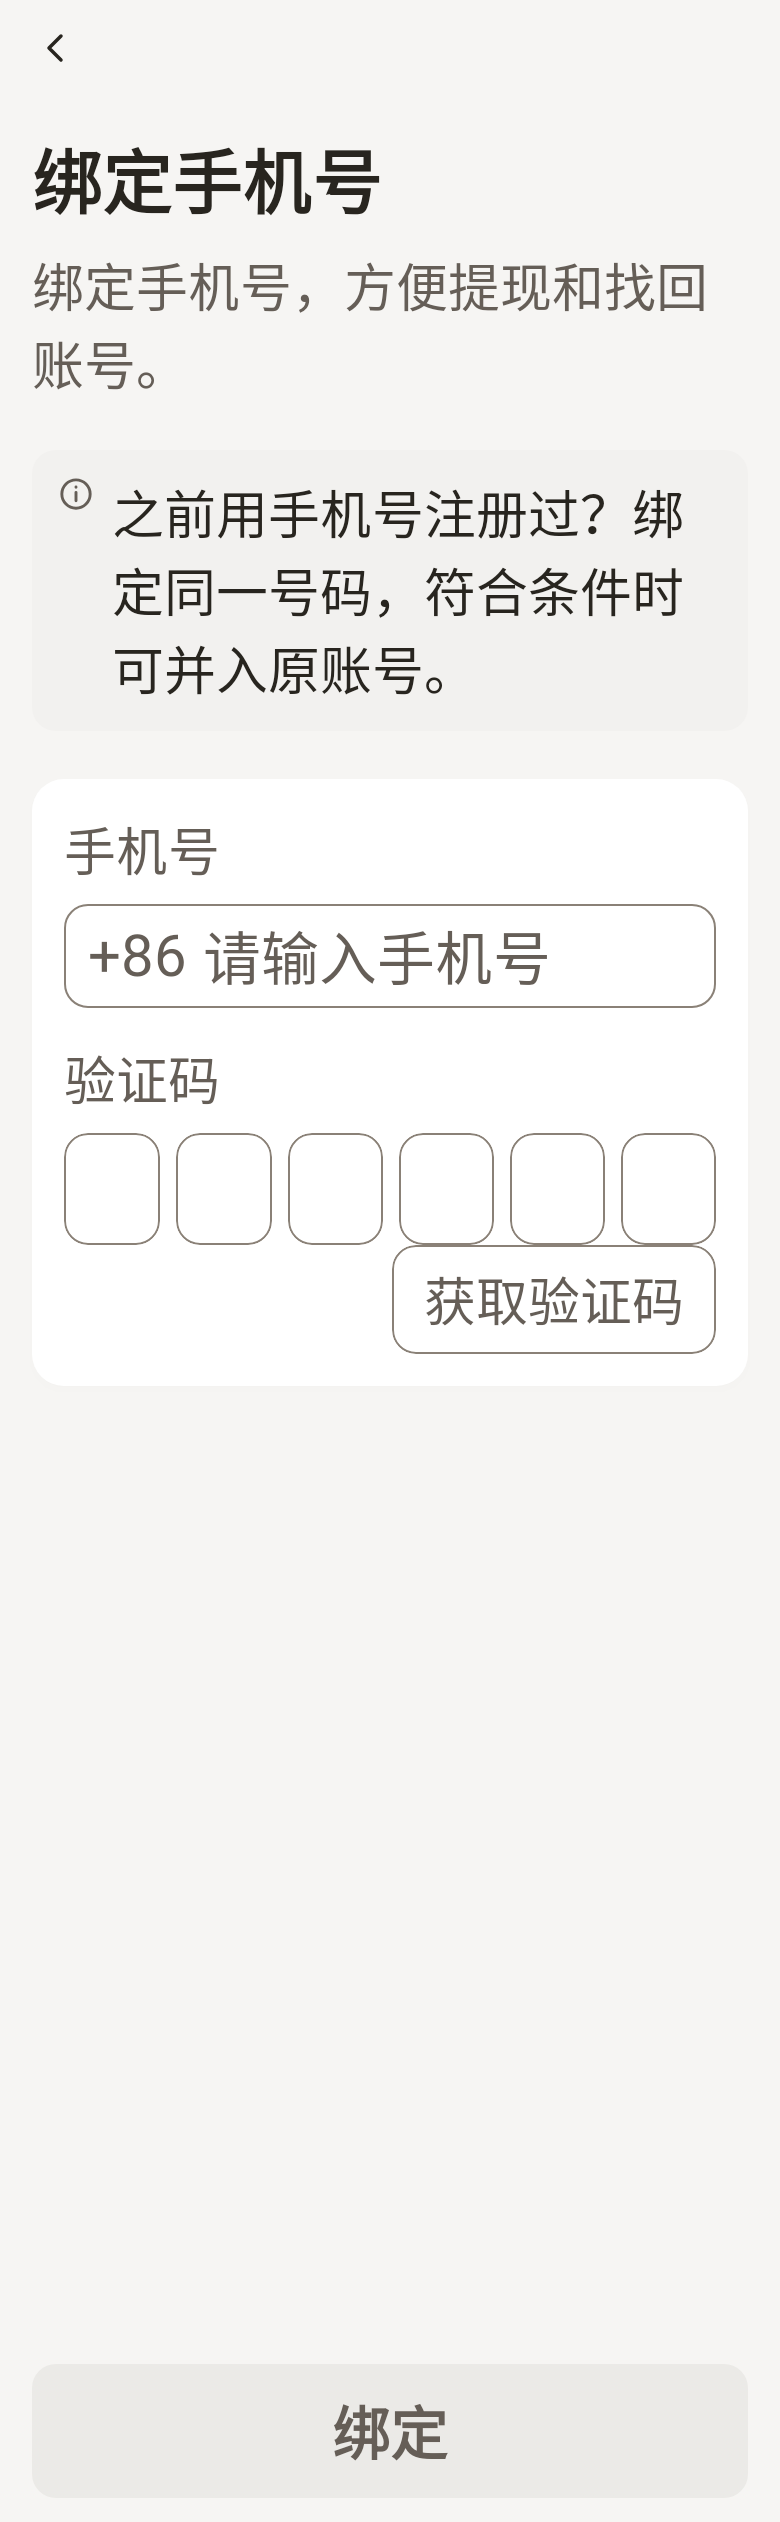 绑定手机号
绑定手机号，方便提现和找回
账号。
之前用手机号注册过？绑
定同一号码，符合条件时
可并入原账号。
手机号
+86 请输入手机号
验证码
获取验证码
绑定